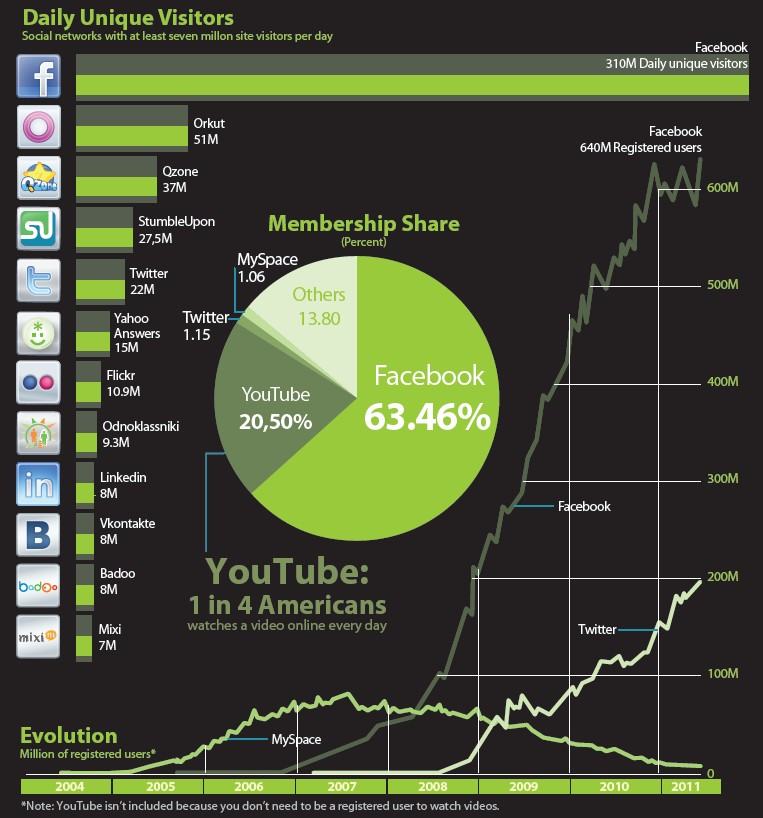 Daily Unique Visitors
Social networks with at least seven millon site visitors per day
Facebook
310M Daily unique visitors
f
Orkut
51M
Qzone
Qzone
37M
SU
StumbleUpon
27,5M
t
Twitter
22M
Yahoo
Answers
15M
Flickr
10.9M
Odnoklassniki
9.3M
in
Linkedin
8M
B
Vkontakte
8M
badoo
Badoo
8M
mixi
Mixi
7M
Membership Share
(Percent)
MySpace
1.06
Twitter
1.15
Others
13.80
YouTube
20,50%
Facebook
63.46%
YouTube:
1 in 4 Americans
watches a video online every day
Facebook
640M Registered users
600M
500M
400M
300M
200M
100M
0
Facebook
Twitter
MySpace
Evolution
Million of registered users*
2004 2005 2006 2007 2008 2009 2010 2011
*Note: YouTube isn't included because you don't need to be a registered user to watch videos.